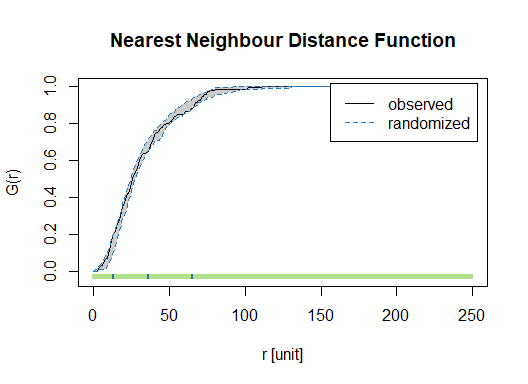 Nearest Neighbour Distance Function
G(r)
1.0
0.8
0.6
0.4
0.2
0.0
observed
randomized
0 50 100 150 200 250
r [unit]